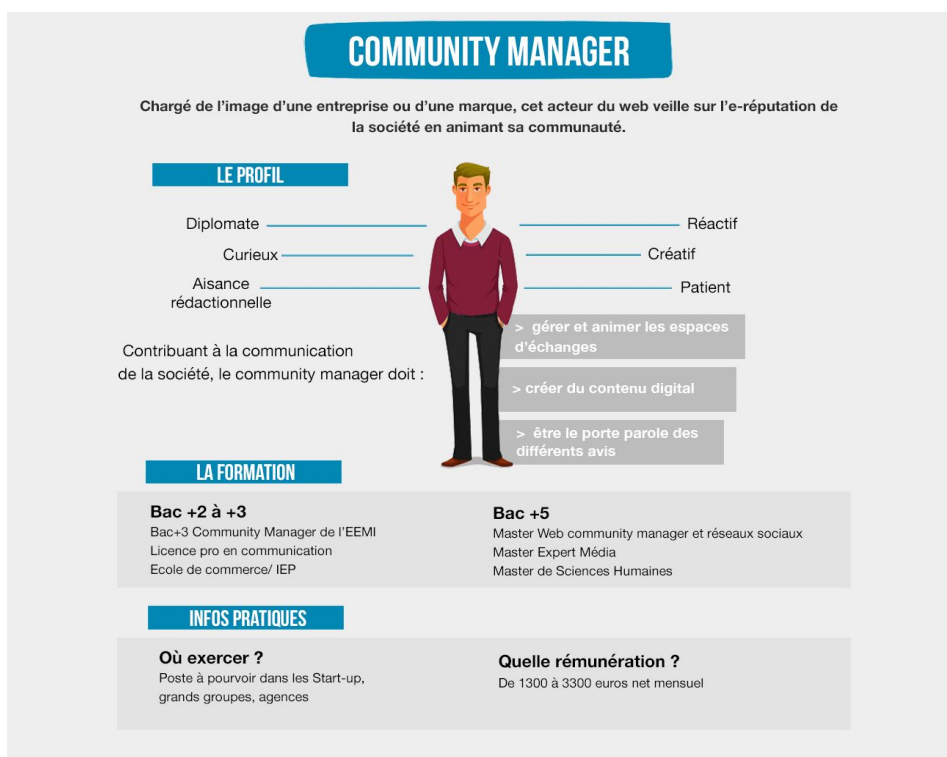 COMMUNITY MANAGER
Chargé de l'image d'une entreprise ou d'une marque, cet acteur du web veille sur l'e-réputation de
la société en animant sa communauté.
LE PROFIL
Diplomate
Curieux
Aisance
rédactionnelle
Réactif
Créatif
Patient
Contribuant à la communication
de la société, le community manager doit :
> gérer et animer les espaces
d'échanges
> créer du contenu digital
> être le porte parole des
différents avis
LA FORMATION
Bac +2 à +3
Bac+3 Community Manager de l'EEMI
Licence pro en communication
Ecole de commerce/ IEP
Bac +5
Master Web community manager et réseaux sociaux
Master Expert Média
Master de Sciences Humaines
INFOS PRATIQUES
Où exercer ?
Poste à pourvoir dans les Start-up,
grands groupes, agences
Quelle rémunération ?
De 1300 à 3300 euros net mensuel